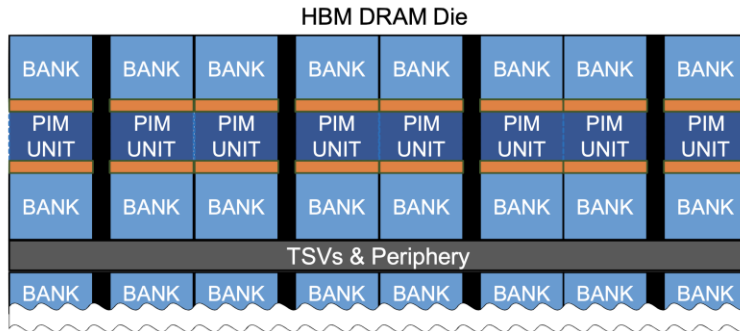 HBM DRAM Die
BANK BANK BANK BANK BANK BANK BANK BANK
PIM PIM PIM PIM PIM PIM PIM PIM
UNIT UNIT UNIT UNIT UNIT UNIT UNIT UNIT
BANK BANK BANK BANK BANK BANK BANK BANK
TSVs & Periphery
BANK BANK BANK BANK BANK BANK BANK BANK